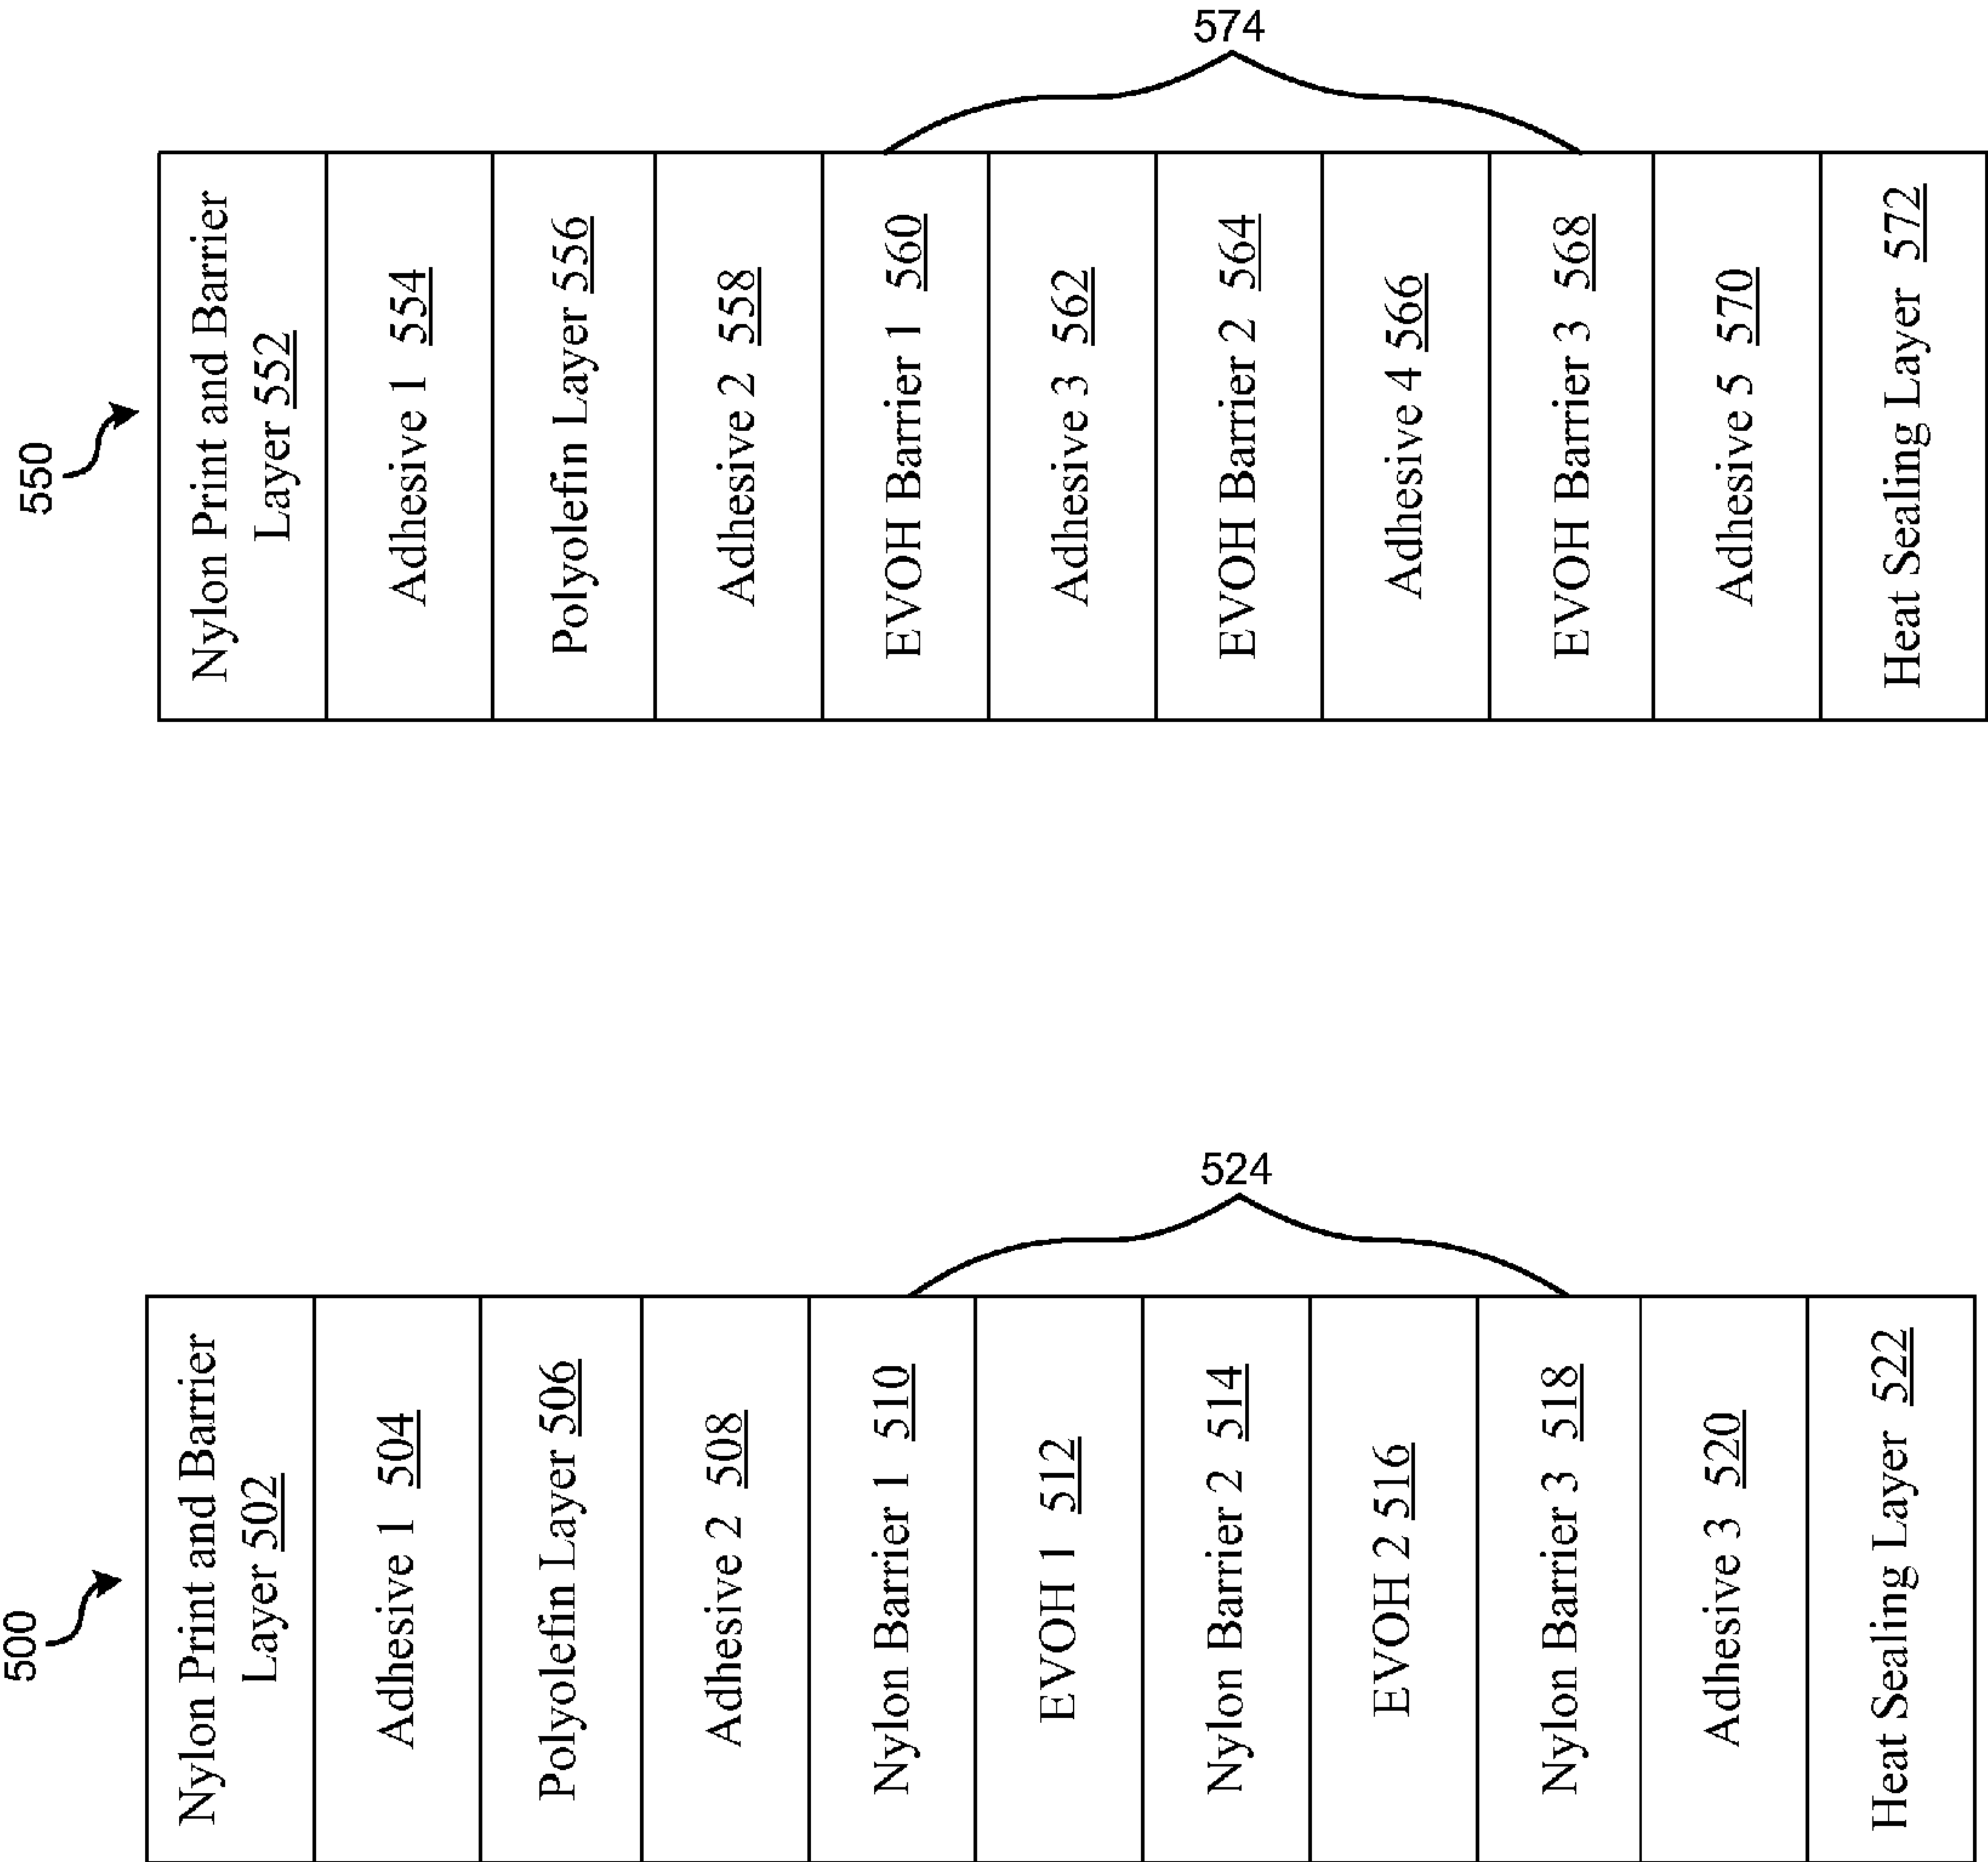 500
Nylon Print and Barrier
Layer 502
Adhesive 1 504
Polyolefin Layer 506
Adhesive 2 508
Nylon Barrier 1 510
EVOH 1 512
Nylon Barrier 2 514
EVOH 2 516
Nylon Barrier 3 518
Adhesive 3 520
Heat Sealing Layer 522
524
550
Nylon Print and Barrier
Layer 552
Adhesive 1 554
Polyolefin Layer 556
Adhesive 2 558
EVOH Barrier 1 560
Adhesive 3 562
EVOH Barrier 2 564
Adhesive 4 566
EVOH Barrier 3 568
Adhesive 5 570
Heat Sealing Layer 572
574